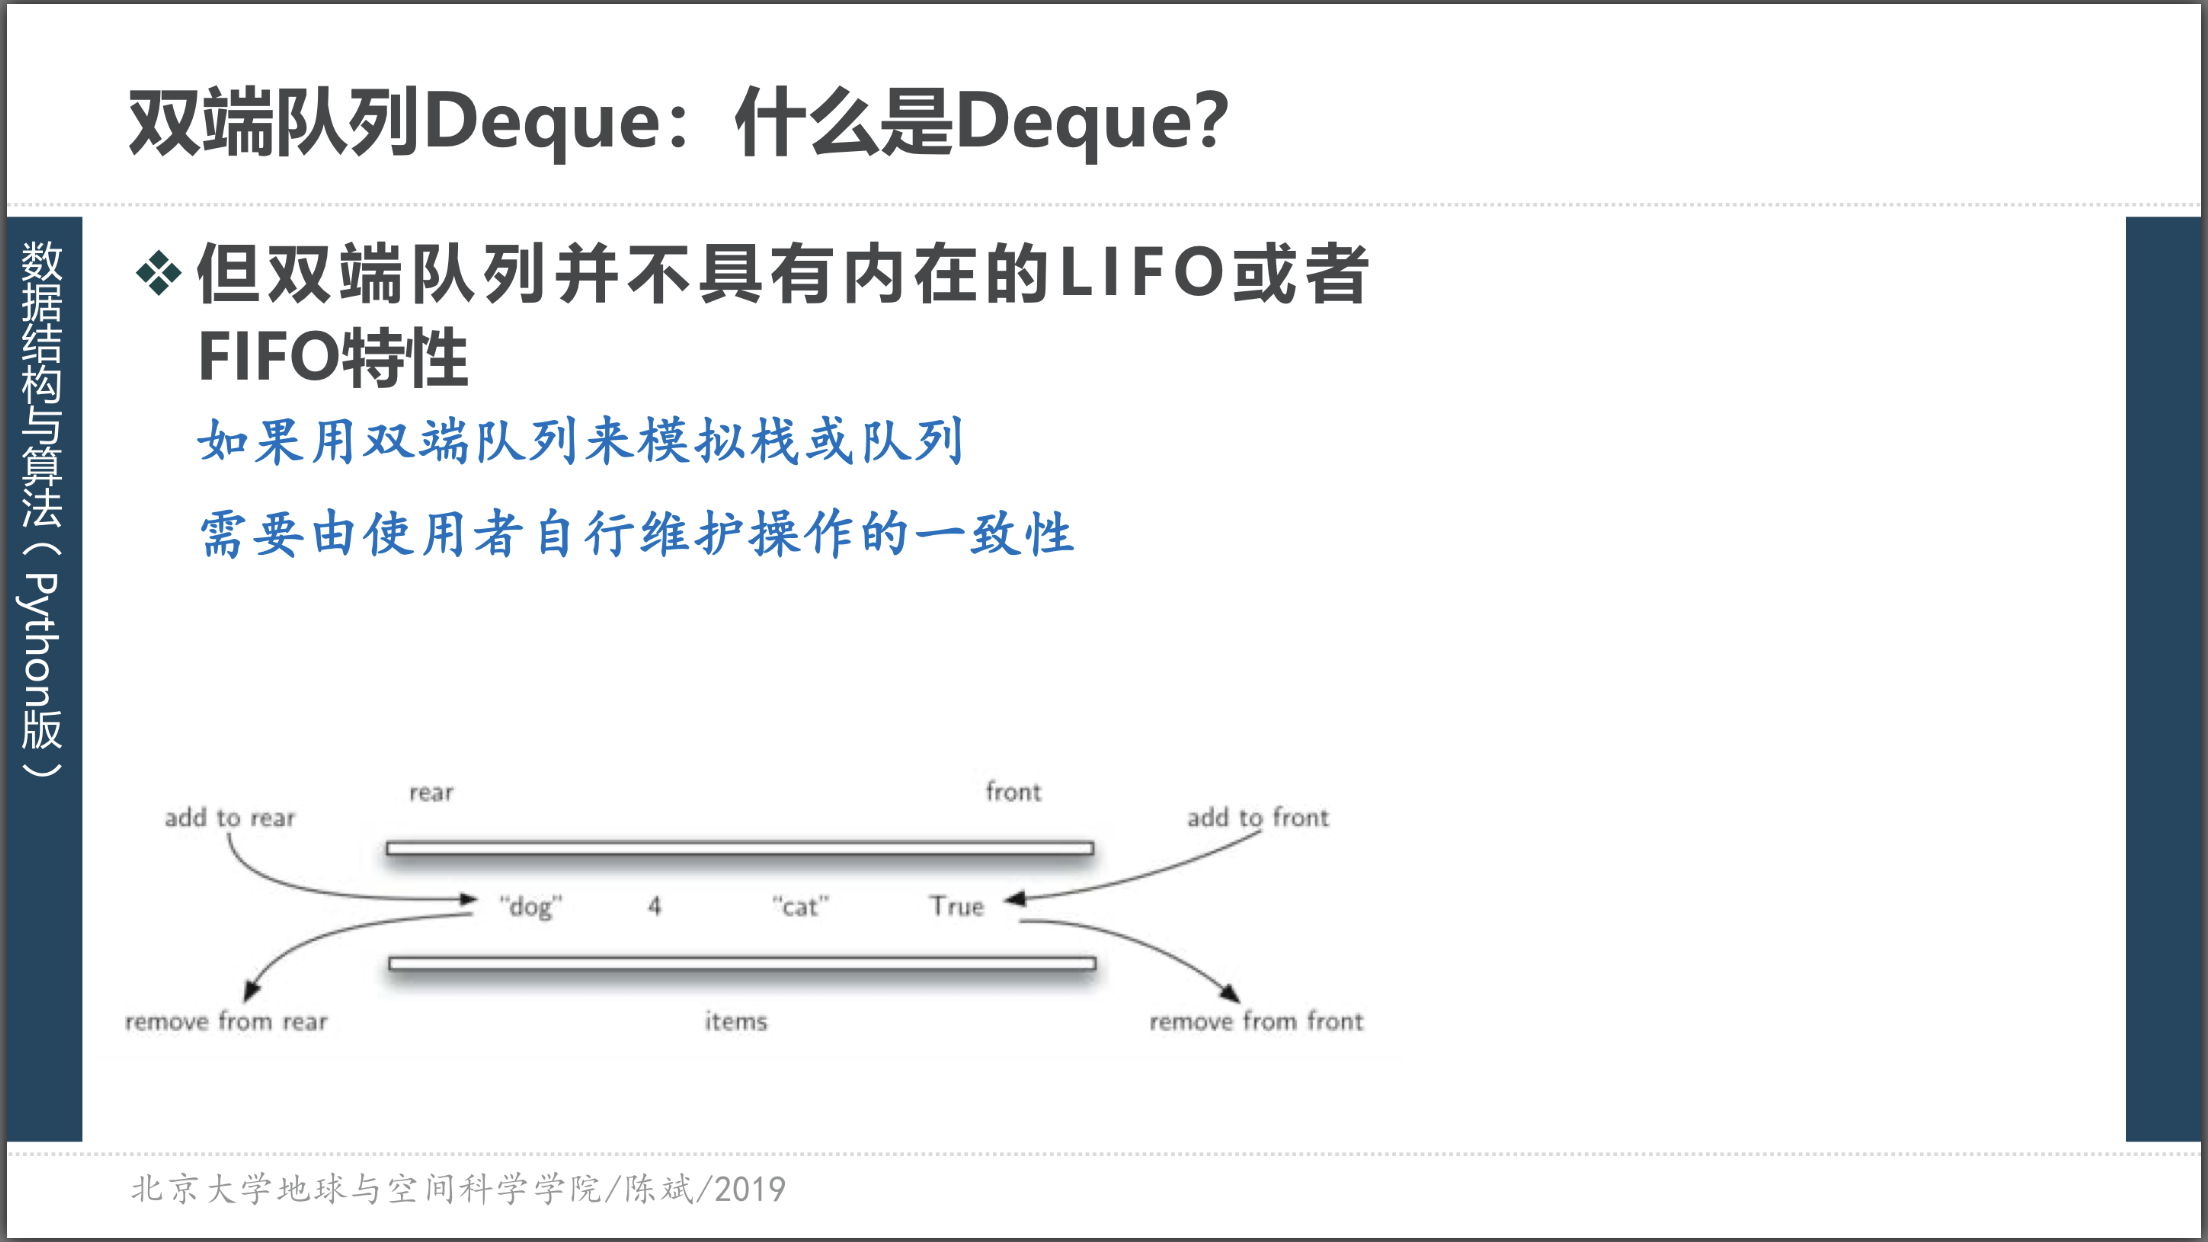 双端队列Deque：什么是Deque？
数据结构与算法（Python版）
❖但双端队列并不具有内在的LIFO或者
FIFO特性
如果用双端队列来模拟栈或队列
需要由使用者自行维护操作的一致性
rear
front
add to rear
add to front
“dog” 4 “cat” True
remove from rear
items
remove from front
北京大学地球与空间科学学院/陈斌/2019